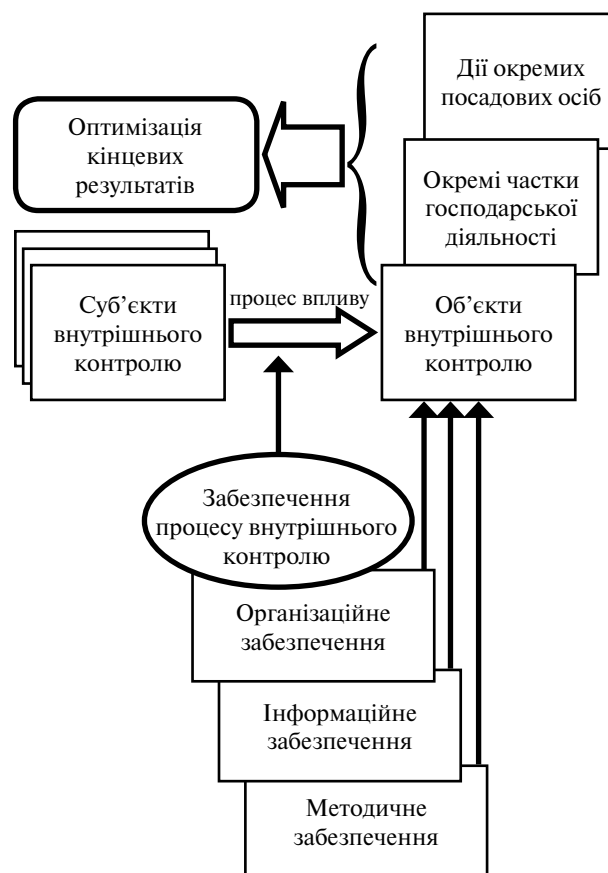 Дії окремих
посадових осіб
Оптимізація
кінцевих
результатів
Окремі частки
господарської
діяльності
Суб’єкти
внутрішнього
контролю
процес впливу
Об’єкти
внутрішнього
контролю
Забезпечення
процесу внутрішнього
контролю
Організаційне
забезпечення
Інформаційне
забезпечення
Методичне
забезпечення